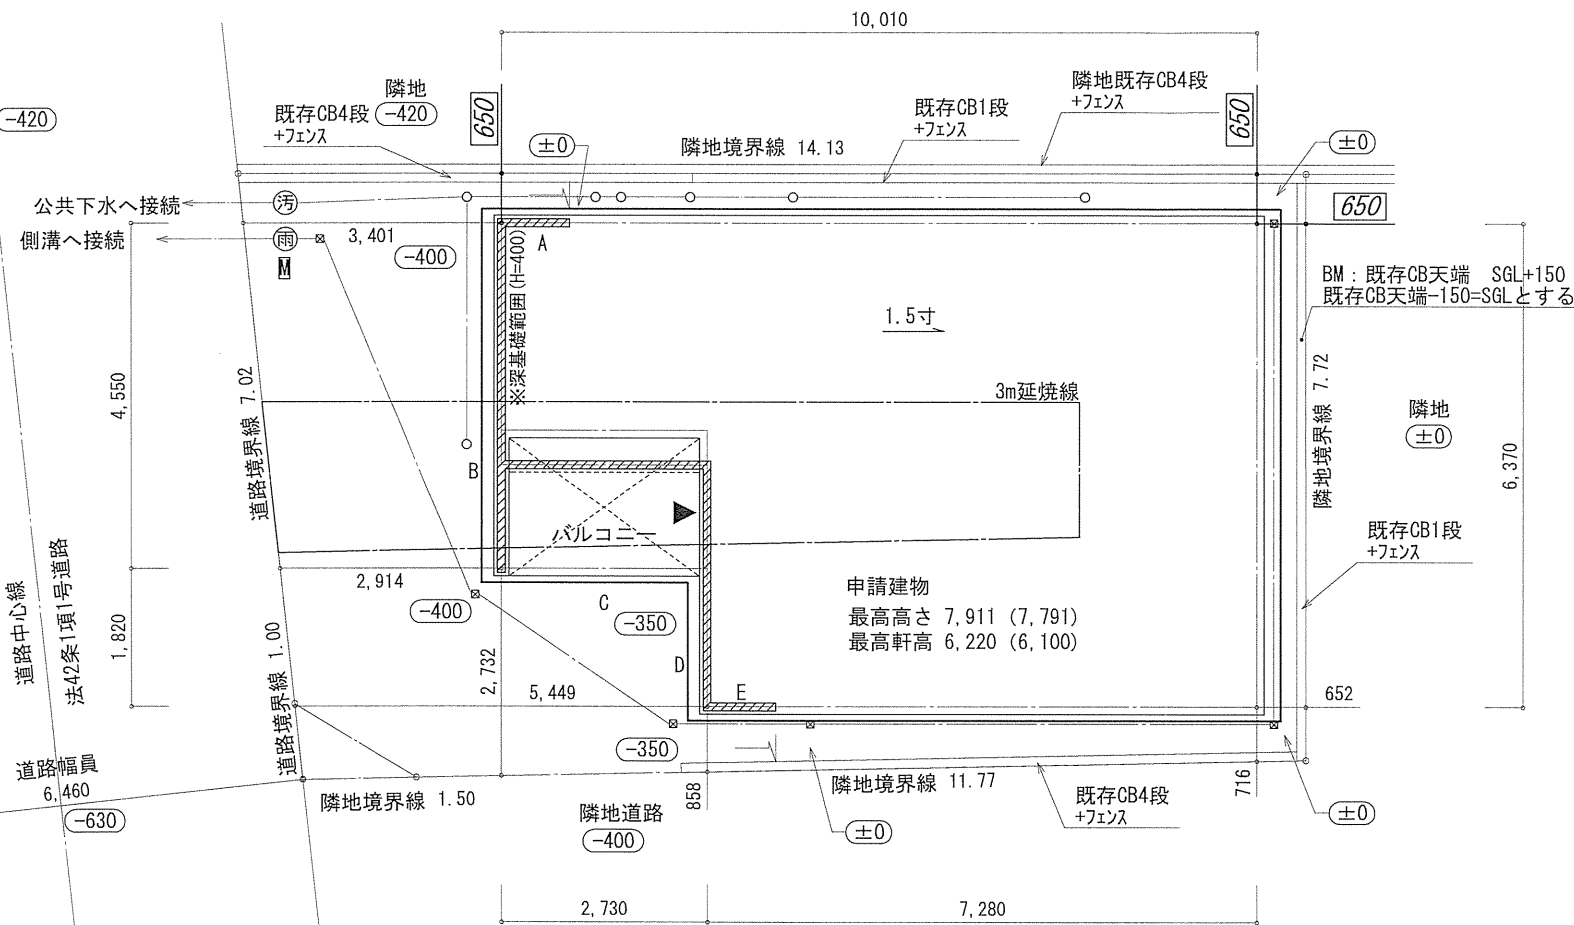 10,010
隣地
-420
-420
既存CB4段
+フェンス
650
±0
隣地境界線 14.13
既存CB1段
+フェンス
隣地既存CB4段
+フェンス
650
±0
公共下水へ接続
汚
側溝へ接続
雨
M
3,401
-400
A
※深基礎範囲(H=400)
1.5寸
650
BM：既存CB天端 SGL+150
既存CB天端-150=SGLとする
4,550
道路境界線 7.02
3m延焼線
隣地境界線 7.72
隣地
±0
6,370
B
バルコニー
既存CB1段
+フェンス
道路中心線
法42条1項1号道路
2,914
-400
C
-350
申請建物
最高高さ 7,911 (7,791)
最高軒高 6,220 (6,100)
1,820
道路境界線 1.00
2,732
5,449
D
E
652
-350
道路幅員
6,460
-630
隣地境界線 1.50
隣地道路
-400
858
隣地境界線 11.77
±0
既存CB4段
+フェンス
716
±0
2,730
7,280